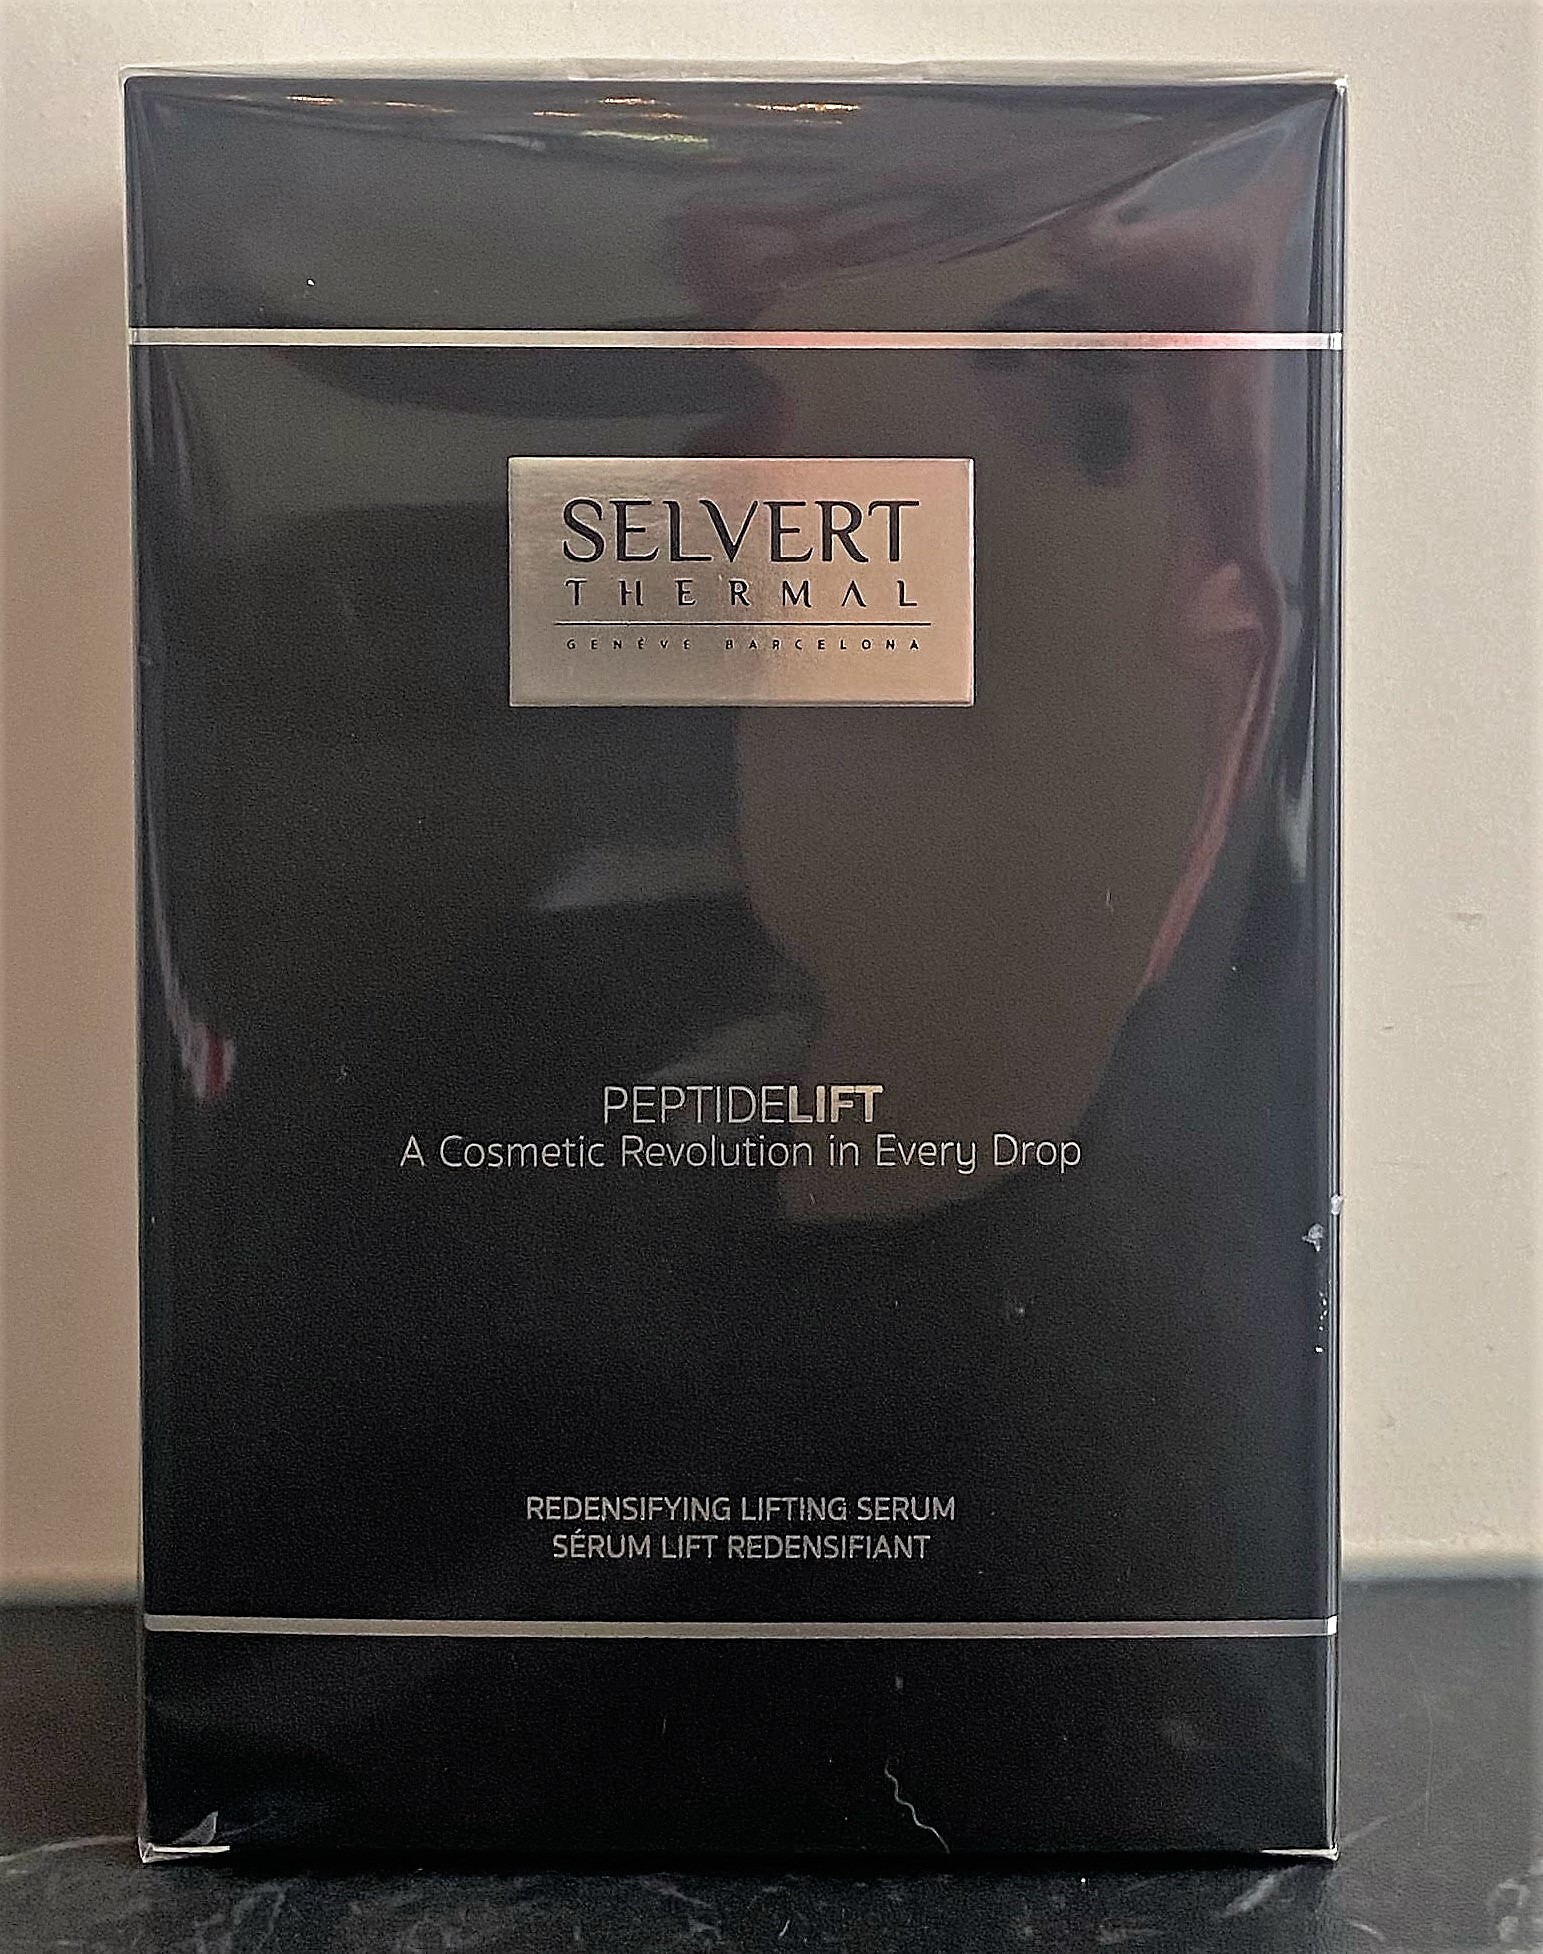 SELVERT
THERMAL
GENÈVE BARCELONA
PEPTIDELIFT
A Cosmetic Revolution in Every Drop
REDENSIFYING LIFTING SERUM
SÉRUM LIFT REDENSIFIANT